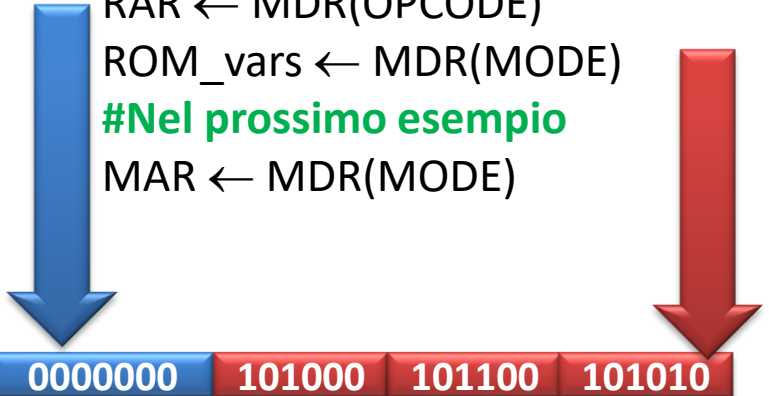 RAR ← MDR(OPCODE)
ROM_vars ← MDR(MODE)
#Nel prossimo esempio
MAR ← MDR(MODE)
0000000 101000 101100 101010